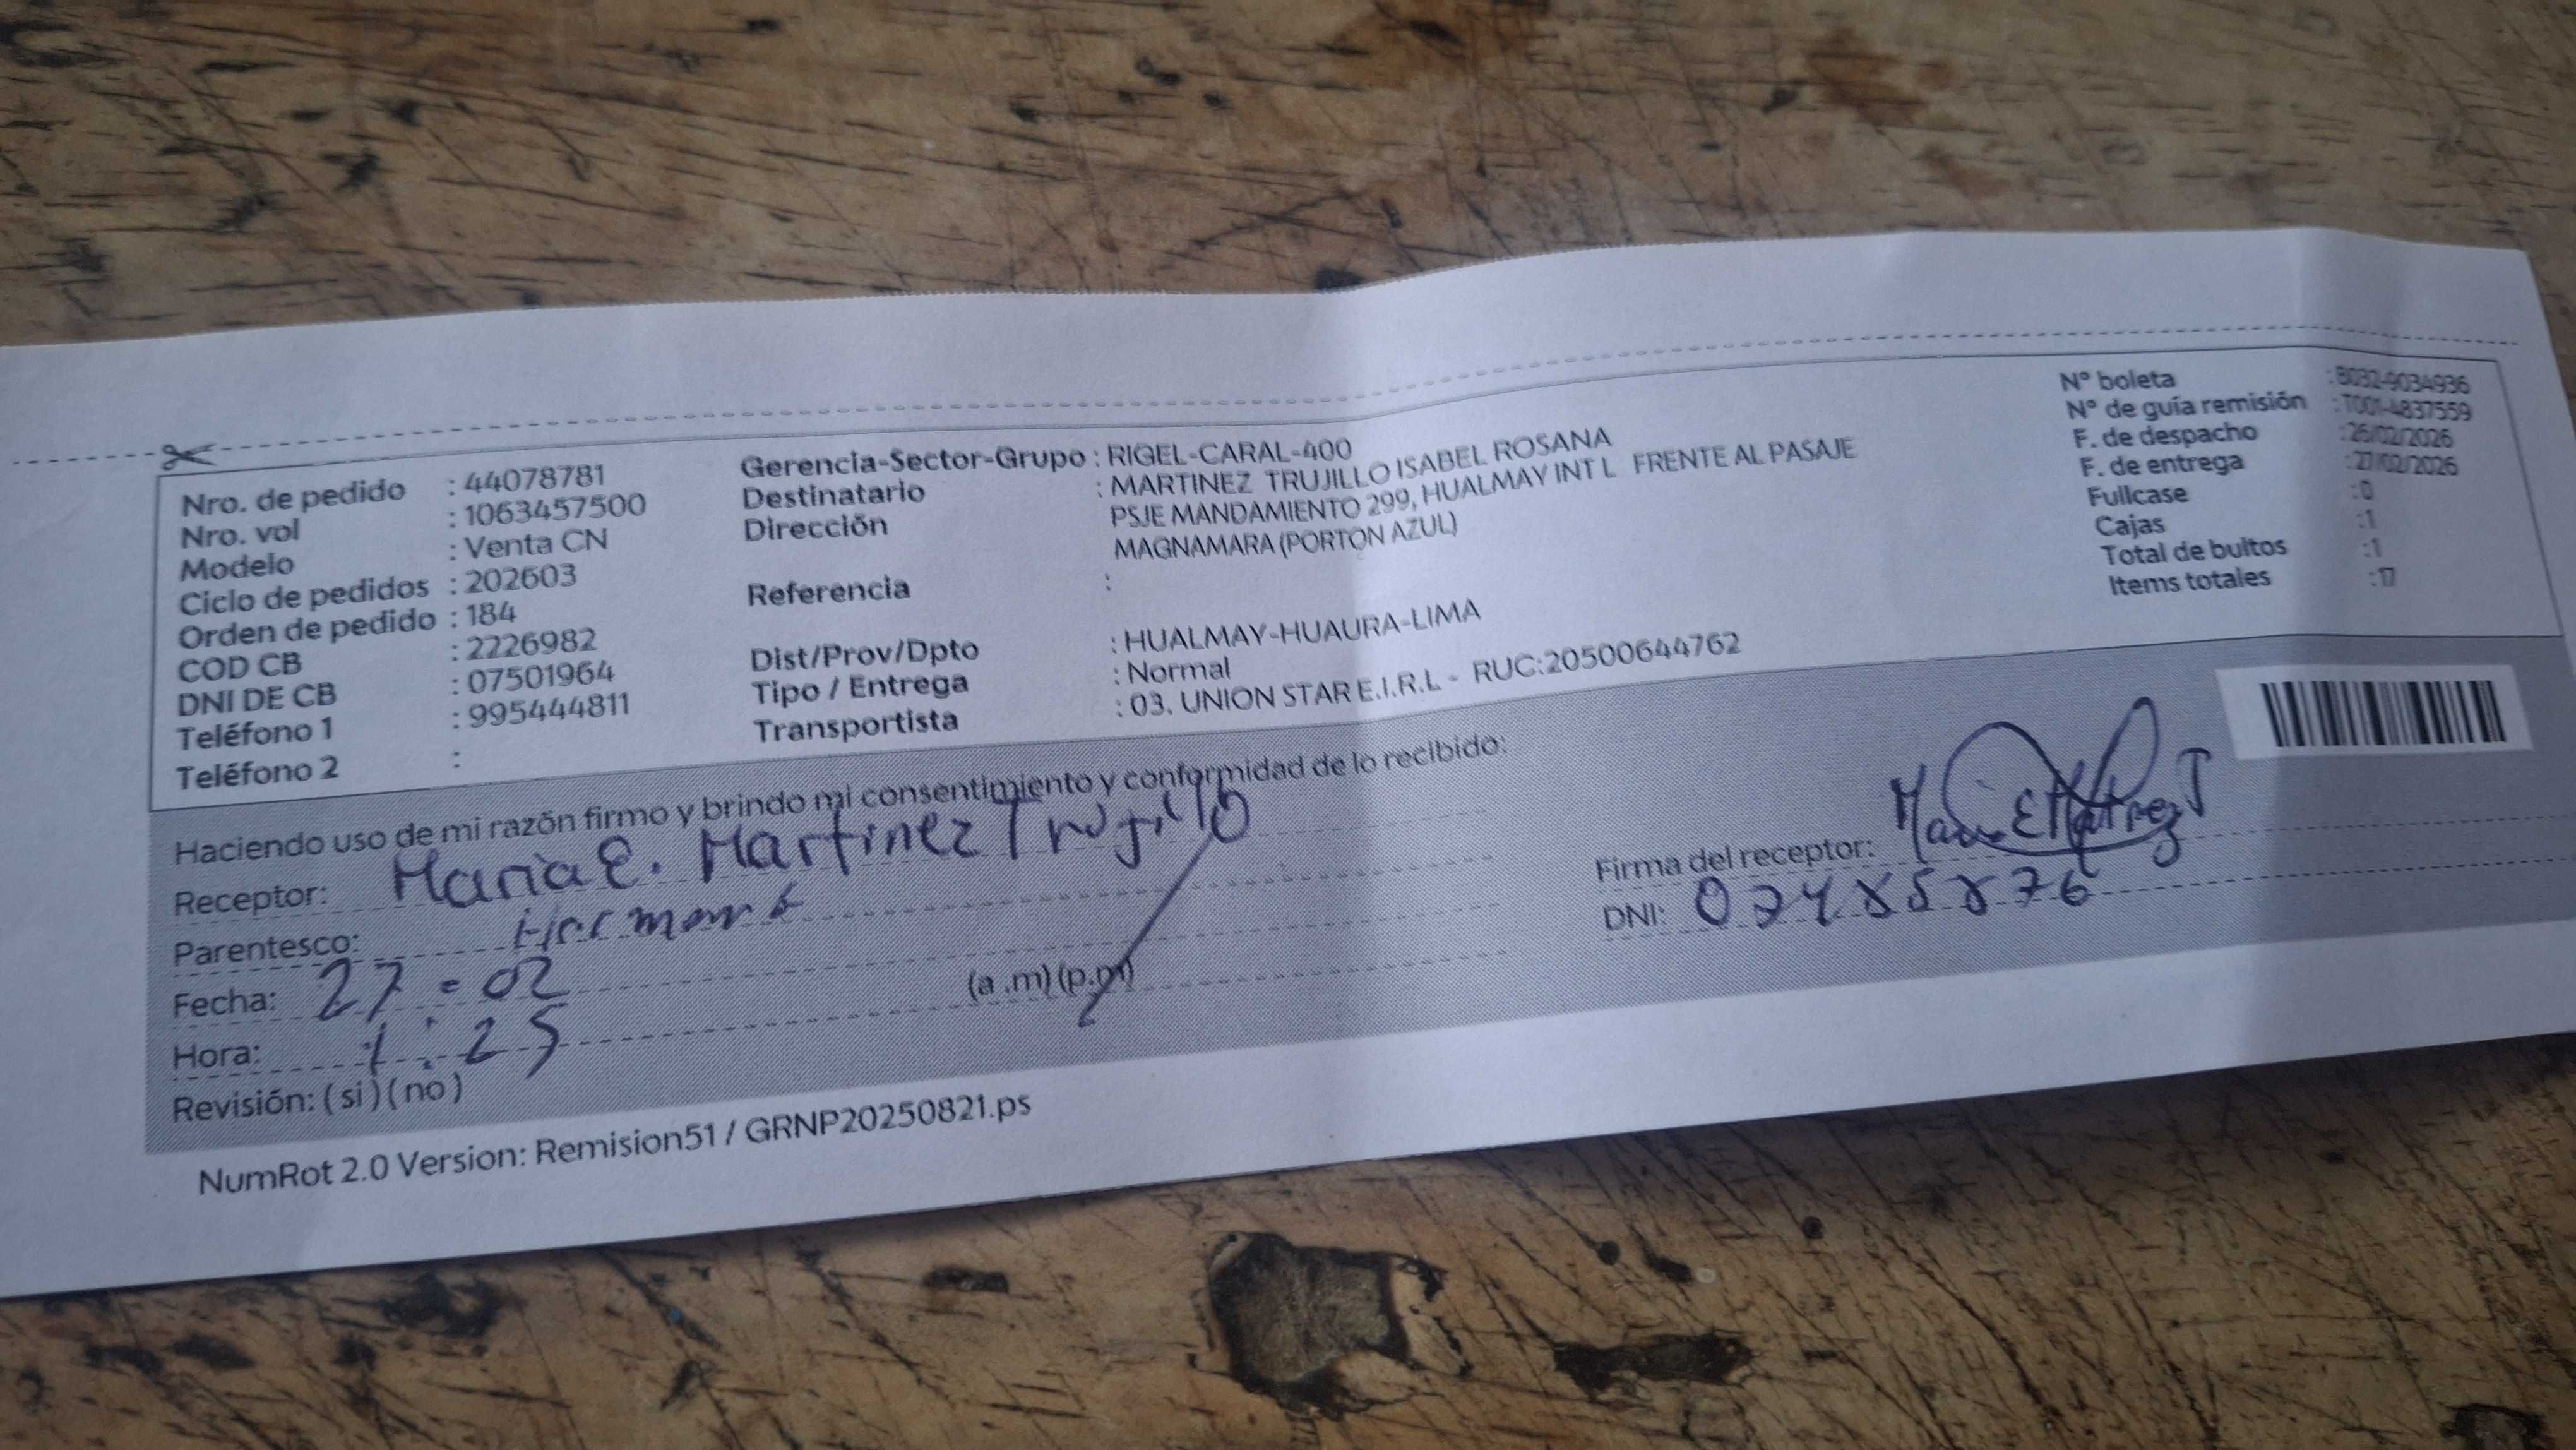 Nro. de pedido : 44078781
Nro. vol : 1063457500
Modelo : Venta CN
Ciclo de pedidos : 202603
Orden de pedido : 184
COD CB : 2226982
DNI DE CB : 07501964
Teléfono 1 : 995444811
Teléfono 2 :
Gerencia-Sector-Grupo : RIGEL-CARAL-400
Destinatario : MARTINEZ TRUJILLO ISABEL ROSANA
Dirección : PSJE MANDAMIENTO 299, HUALMAY INT L FRENTE AL PASAJE
MAGNAMARA (PORTON AZUL)
Referencia :
Dist/Prov/Dpto : HUALMAY-HUAURA-LIMA
Tipo / Entrega : Normal
Transportista : 03. UNION STAR E.I.R.L - RUC:20500644762
N° boleta : B032-9034936
N° de guía remisión : T001-4837559
F. de despacho : 26/02/2026
F. de entrega : 27/02/2026
Fullcase : 0
Cajas : 1
Total de bultos : 1
Items totales : 17
Haciendo uso de mi razón firmo y brindo mi consentimiento y conformidad de lo recibido:
Receptor: Maria E. Martinez Trujillo
Parentesco:
Fecha: 27-02
Hora: 1:25 (a.m) (p.m)
Revisión: ( si ) ( no )
Firma del receptor: Maria E Martinez T
DNI:
NumRot 2.0 Version: Remision51 / GRNP20250821.ps